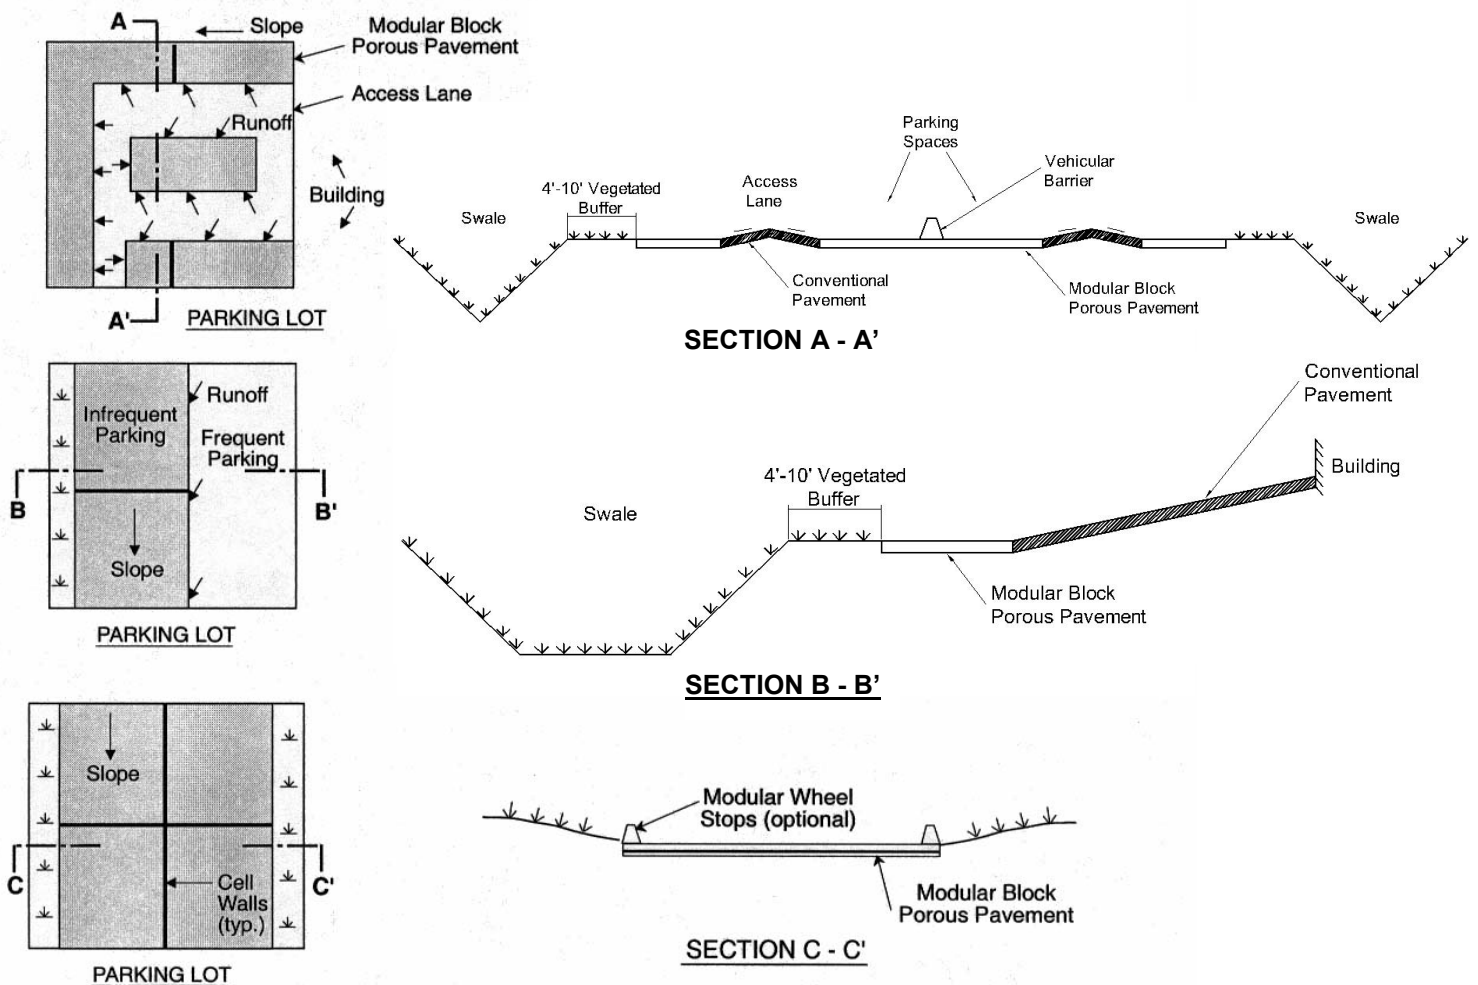 A
Slope
Modular Block
Porous Pavement
Access Lane
Runoff
Building
A'
PARKING LOT
Parking
Spaces
Vehicular
Barrier
Access
Lane
4'-10' Vegetated
Buffer
Swale
Swale
Conventional
Pavement
Modular Block
Porous Pavement
SECTION A - A’
Runoff
Infrequent
Parking
Frequent
Parking
B
B'
Slope
PARKING LOT
Conventional
Pavement
Building
4'-10' Vegetated
Buffer
Swale
Modular Block
Porous Pavement
SECTION B - B’
Slope
C
C'
Cell
Walls
(typ.)
PARKING LOT
Modular Wheel
Stops (optional)
Modular Block
Porous Pavement
SECTION C - C'